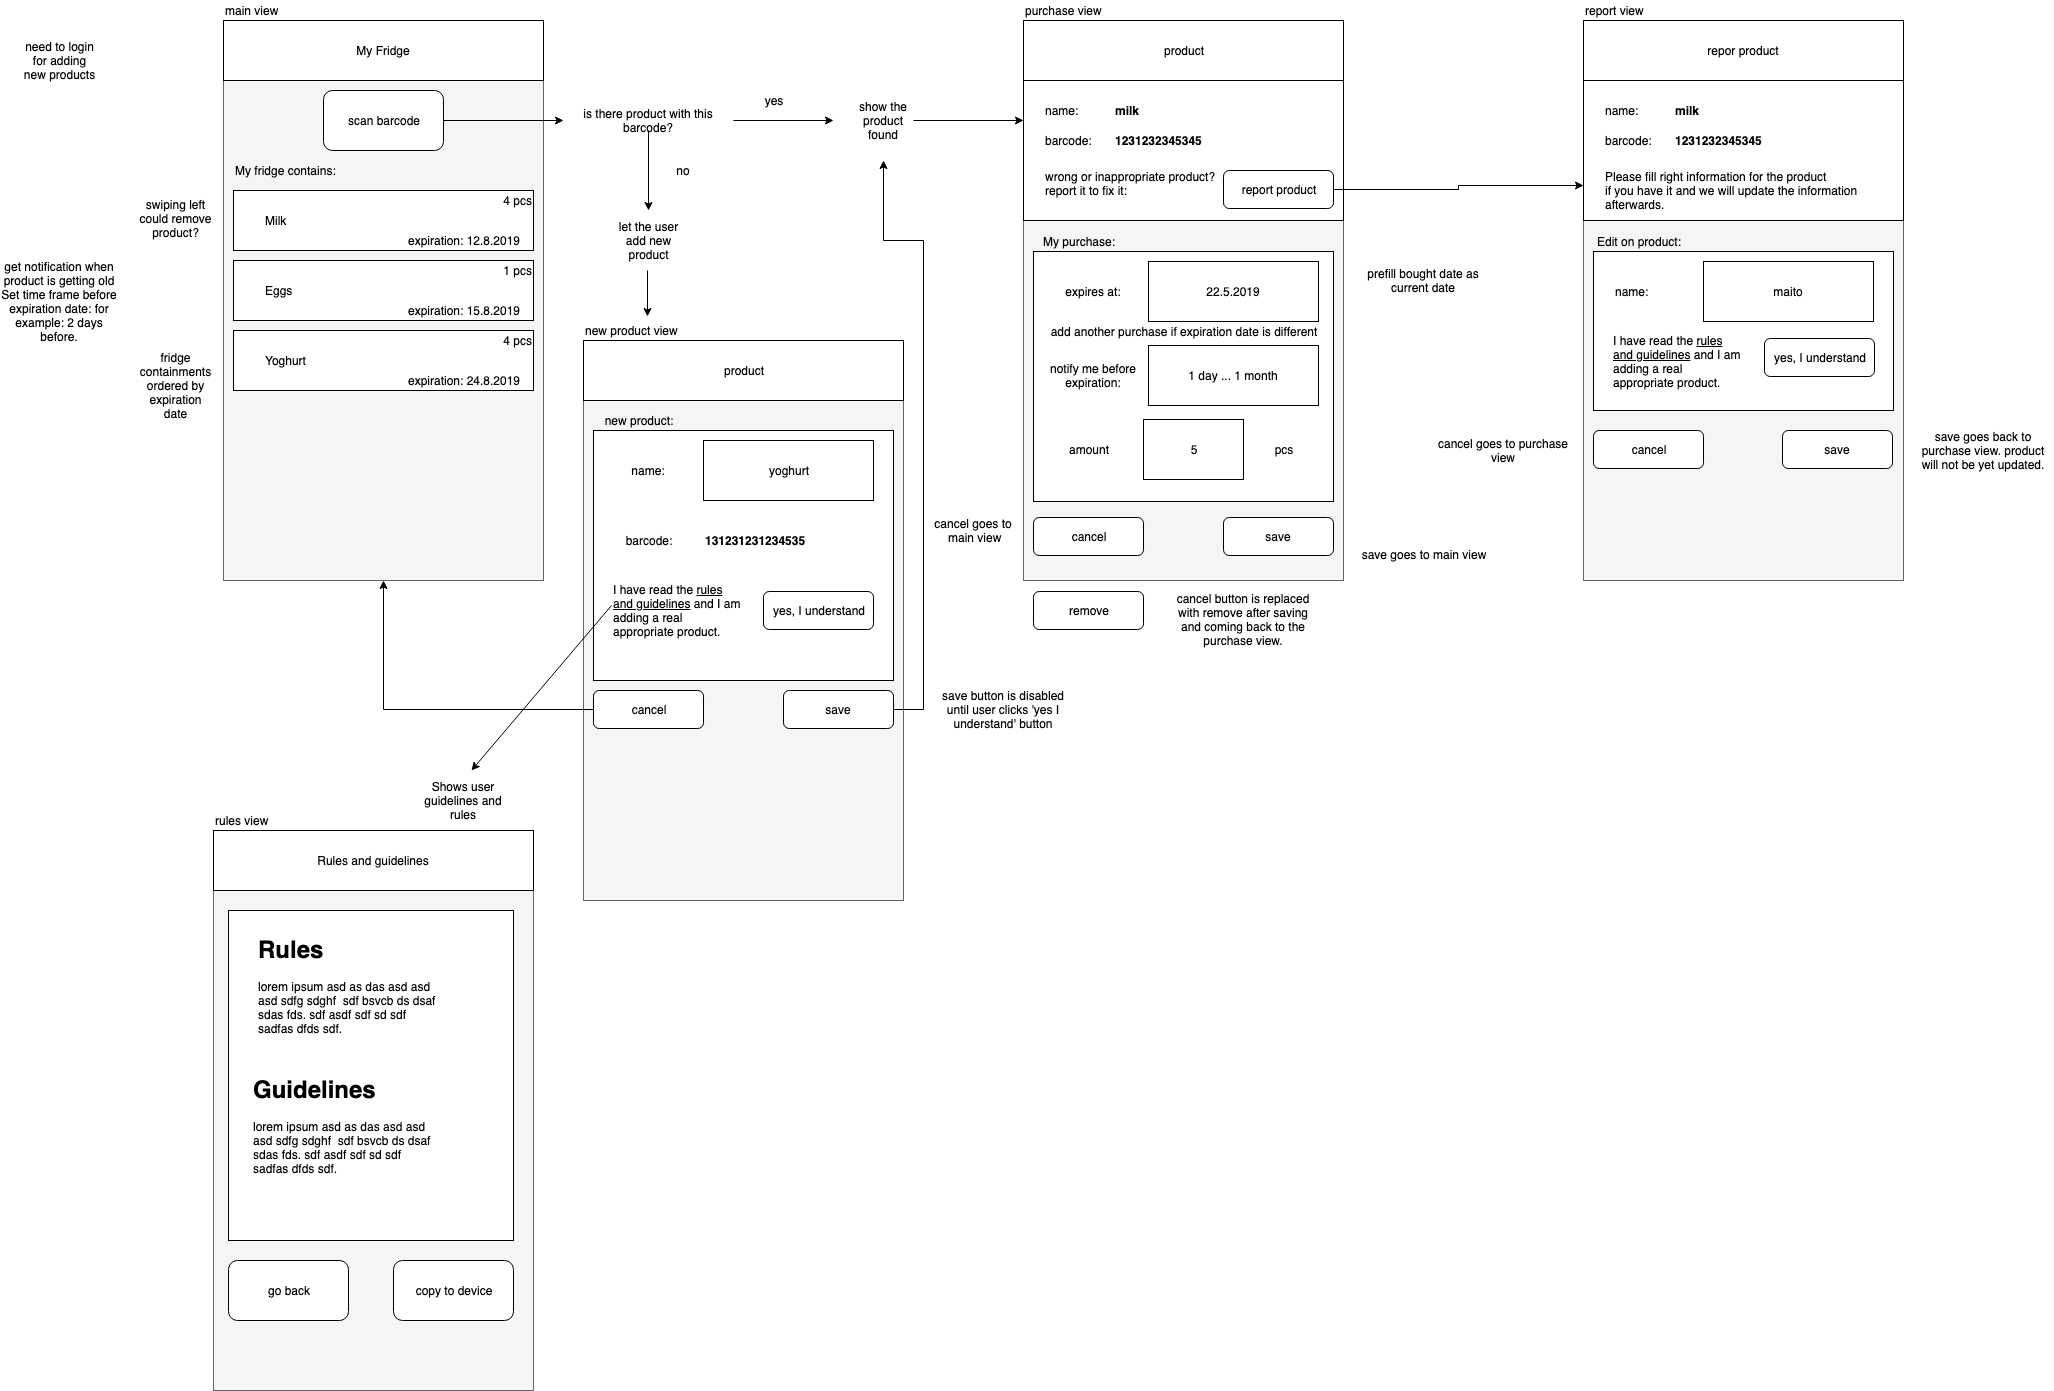 need to login
for adding
new products
swiping left
could remove
product?
get notification when
product is getting old
Set time frame before
expiration date: for
example: 2 days
before.
fridge
containments
ordered by
expiration
date
main view
My Fridge
scan barcode
My fridge contains:
4 pcs
Milk
expiration: 12.8.2019
1 pcs
Eggs
expiration: 15.8.2019
4 pcs
Yoghurt
expiration: 24.8.2019
is there product with this
barcode?
yes
no
show the
product
found
let the user
add new
product
new product view
product
new product:
name:
yoghurt
barcode:
131231231234535
I have read the rules
and guidelines and I am
adding a real
appropriate product.
yes, I understand
cancel
save
save button is disabled
until user clicks 'yes I
understand' button
Shows user
guidelines and
rules
purchase view
product
name:
milk
barcode:
1231232345345
wrong or inappropriate product?
report it to fix it:
report product
My purchase:
expires at:
22.5.2019
add another purchase if expiration date is different
notify me before
expiration:
1 day ... 1 month
amount
5
pcs
cancel
save
cancel goes to
main view
save goes to main view
prefill bought date as
current date
remove
cancel button is replaced
with remove after saving
and coming back to the
purchase view.
report view
repor product
name:
milk
barcode:
1231232345345
Please fill right information for the product
if you have it and we will update the information
afterwards.
Edit on product:
name:
maito
I have read the rules
and guidelines and I am
adding a real
appropriate product.
yes, I understand
cancel
save
cancel goes to purchase
view
save goes back to
purchase view. product
will not be yet updated.
rules view
Rules and guidelines
Rules
lorem ipsum asd as das asd asd
asd sdfg sdghf  sdf bsvcb ds dsaf
sdas fds. sdf asdf sdf sd sdf
sadfas dfds sdf.
Guidelines
lorem ipsum asd as das asd asd
asd sdfg sdghf  sdf bsvcb ds dsaf
sdas fds. sdf asdf sdf sd sdf
sadfas dfds sdf.
go back
copy to device